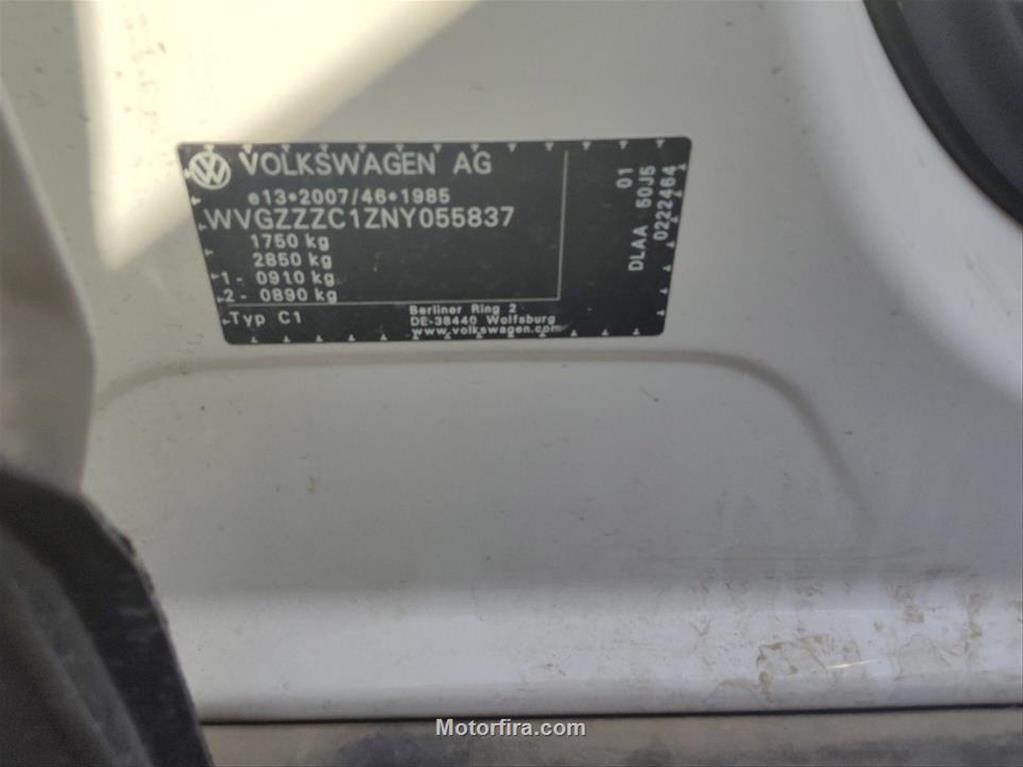 VOLKSWAGEN AG
e13*2007/46*1985
WVGZZZC1ZNY055837
1750 kg
2850 kg
1- 0910 kg
2- 0890 kg
Typ C1
Berliner Ring 2
DE-38440 Wolfsburg
www.volkswagen.com
01
DLAA 50J5
0222464
Motorfira.com